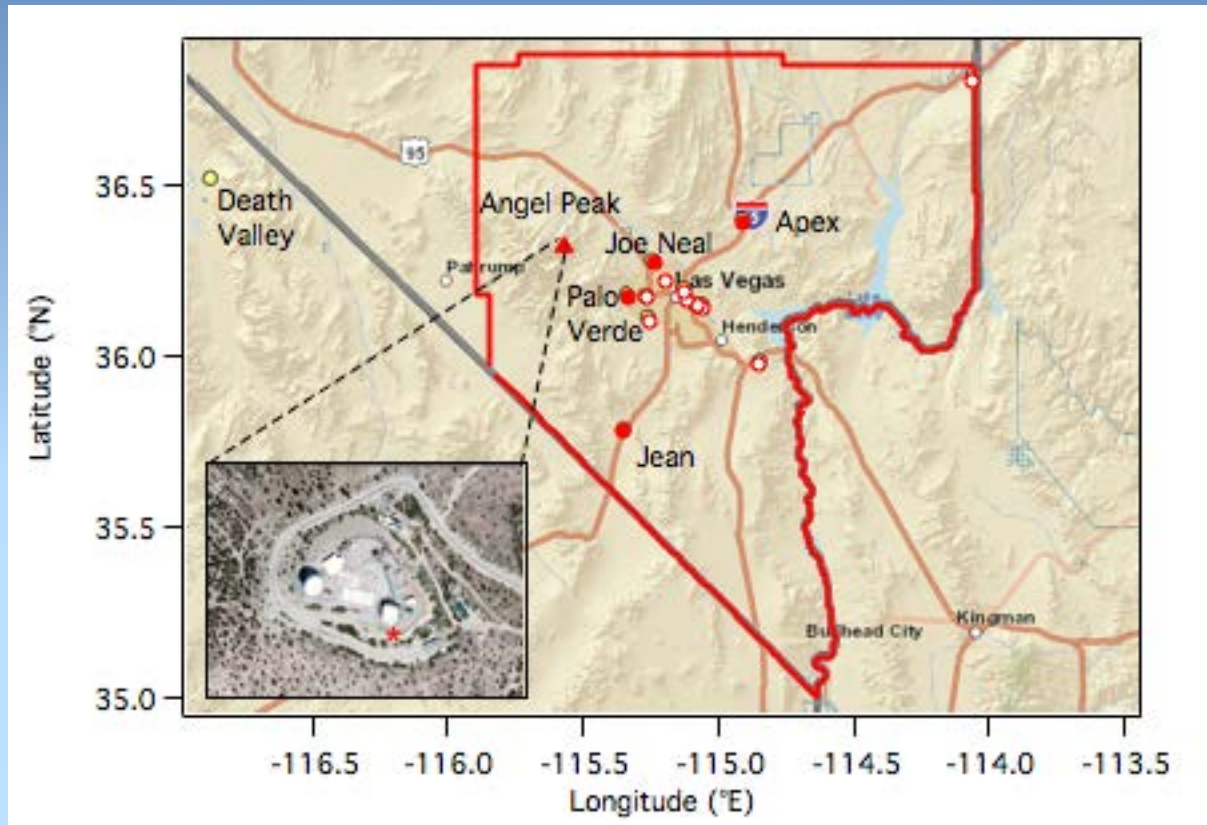 36.5
36.0
35.5
35.0
Latitude (°N)
-116.5
-116.0
-115.5
-115.0
-114.5
-114.0
-113.5
Longitude (°E)
95
Death
Valley
Angel Peak
Apex
Joe Neal
Pahrump
Las Vegas
Palo
Verde
Henderson
Jean
Bullhead City
Kingman